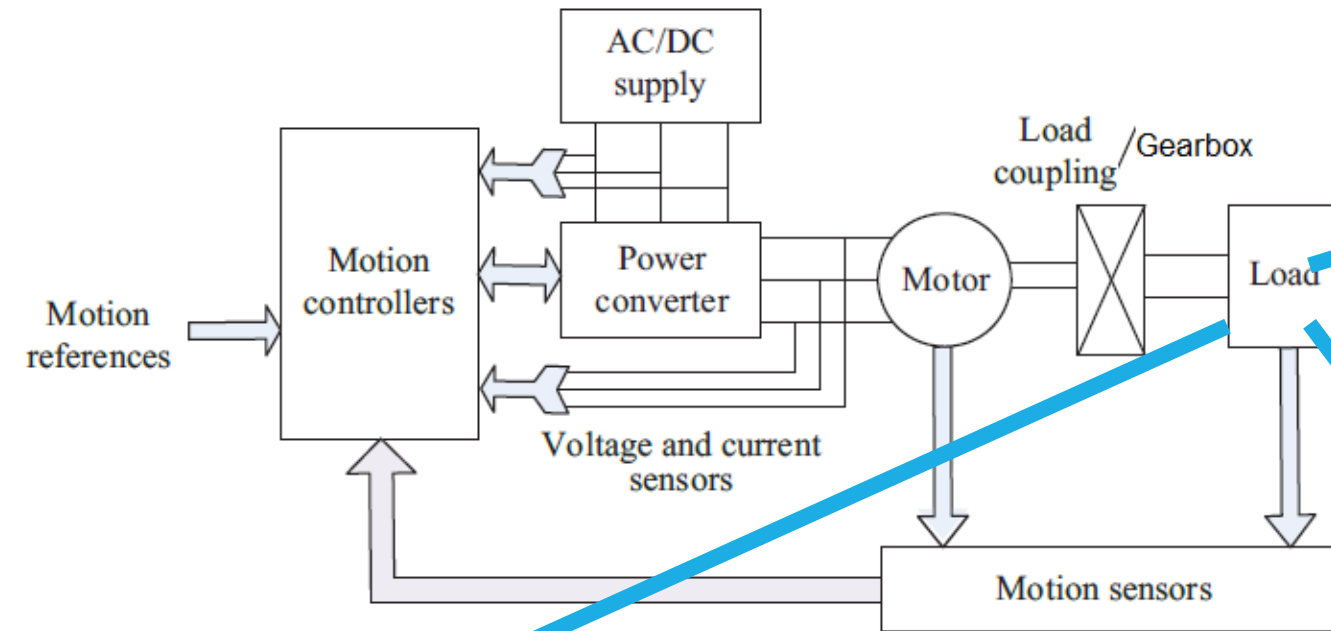 AC/DC
supply
Load
coupling
/Gearbox
Motion
controllers
Power
converter
Motor
Load
Motion
references
Voltage and current
sensors
Motion sensors